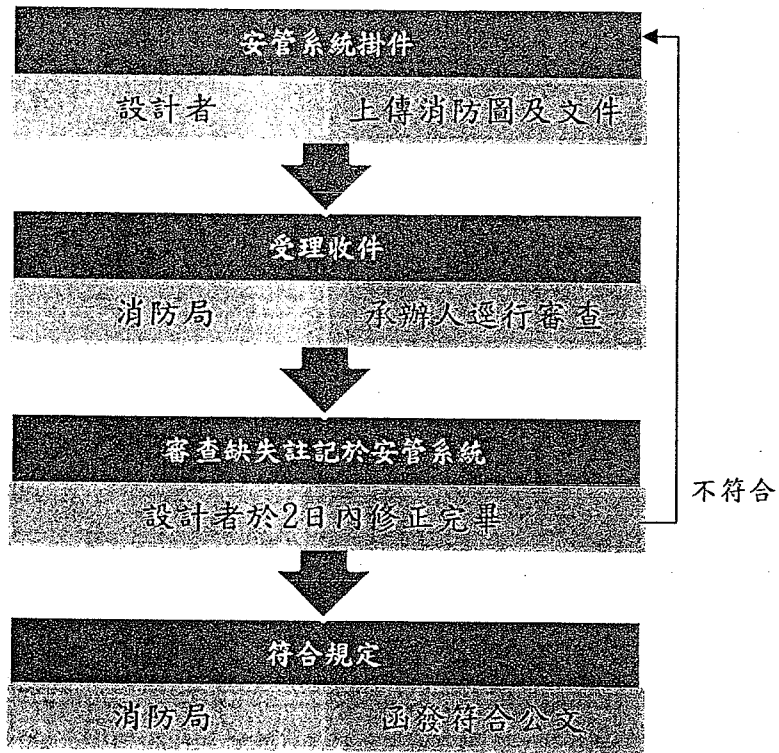 安管系統掛件
設計者 上傳消防圖及文件
受理收件
消防局 承辦人逕行審查
審查缺失註記於安管系統
設計者於2日內修正完畢
不符合
符合規定
消防局 函發符合公文